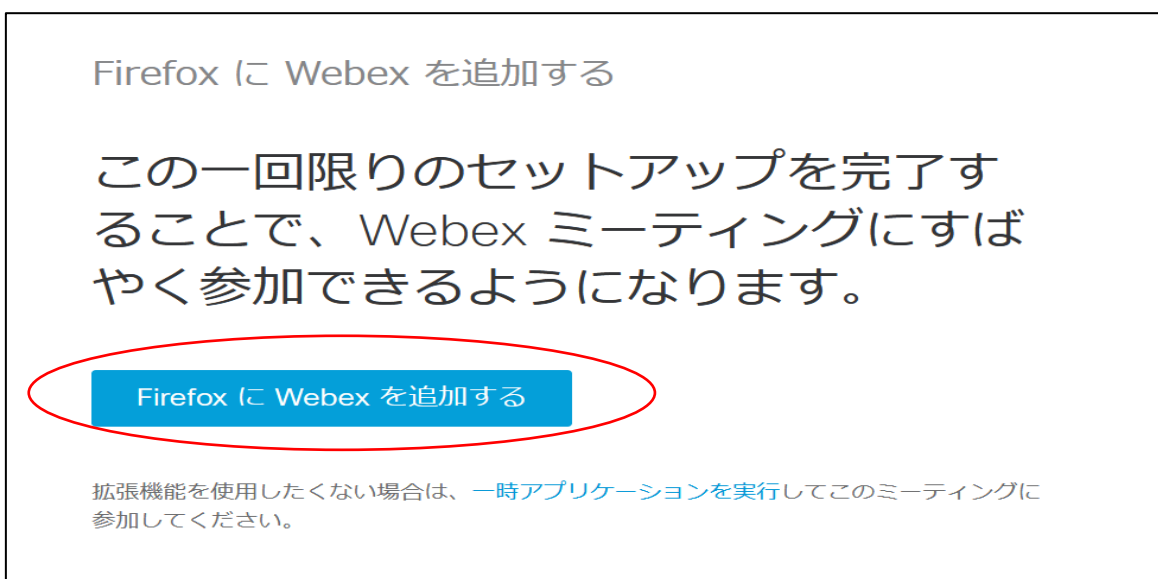 Firefox に Webex を追加する
この一回限りのセットアップを完了す
ることで、Webex ミーティングにすば
やく参加できるようになります。
Firefox に Webex を追加する
拡張機能を使用したくない場合は、一時アプリケーションを実行してこのミーティングに
参加してください。